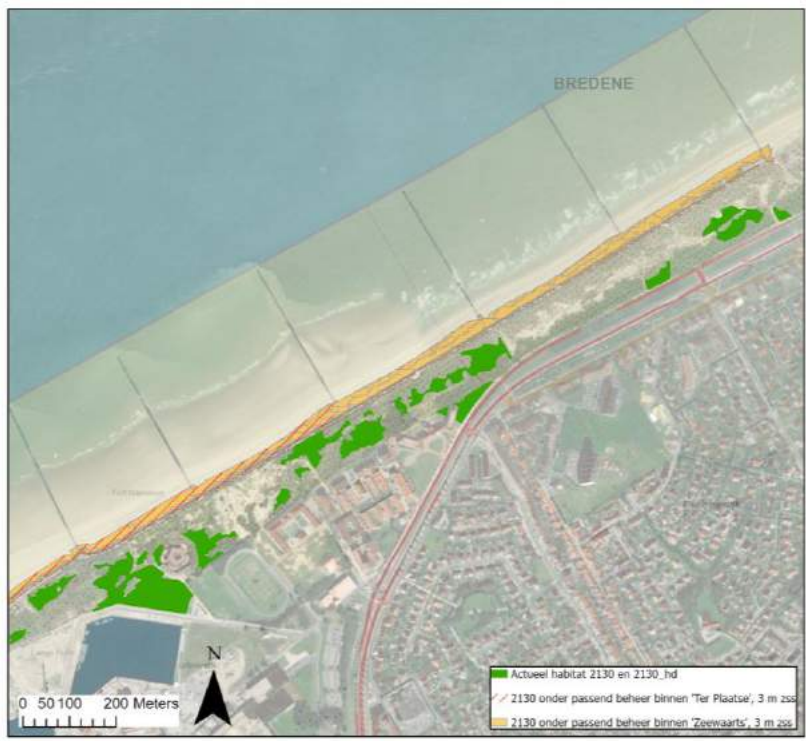 BREDENE
N
0 50 100 200 Meters
Actueel habitat 2130 en 2130_hd
2130 onder passend beheer binnen 'Ter Plaatse', 3 m zss
2130 onder passend beheer binnen 'Zeewaarts', 3 m zss